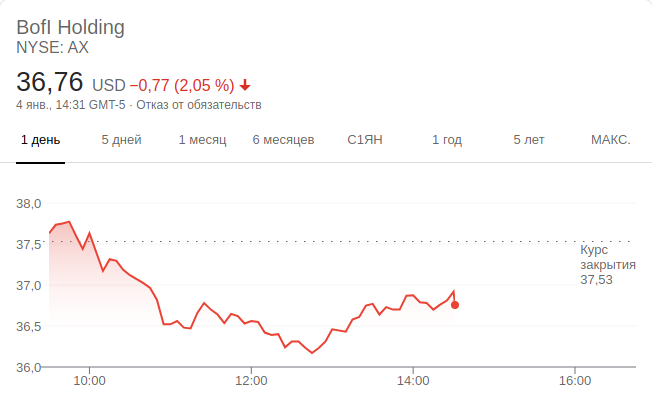 BofI Holding
NYSE: AX
36,76 USD −0,77 (2,05 %)
4 янв., 14:31 GMT-5 · Отказ от обязательств
1 день 5 дней 1 месяц 6 месяцев С1ЯН 1 год 5 лет МАКС.
38,0
37,5
Курс
закрытия
37,53
37,0
36,5
36,0
10:00 12:00 14:00 16:00